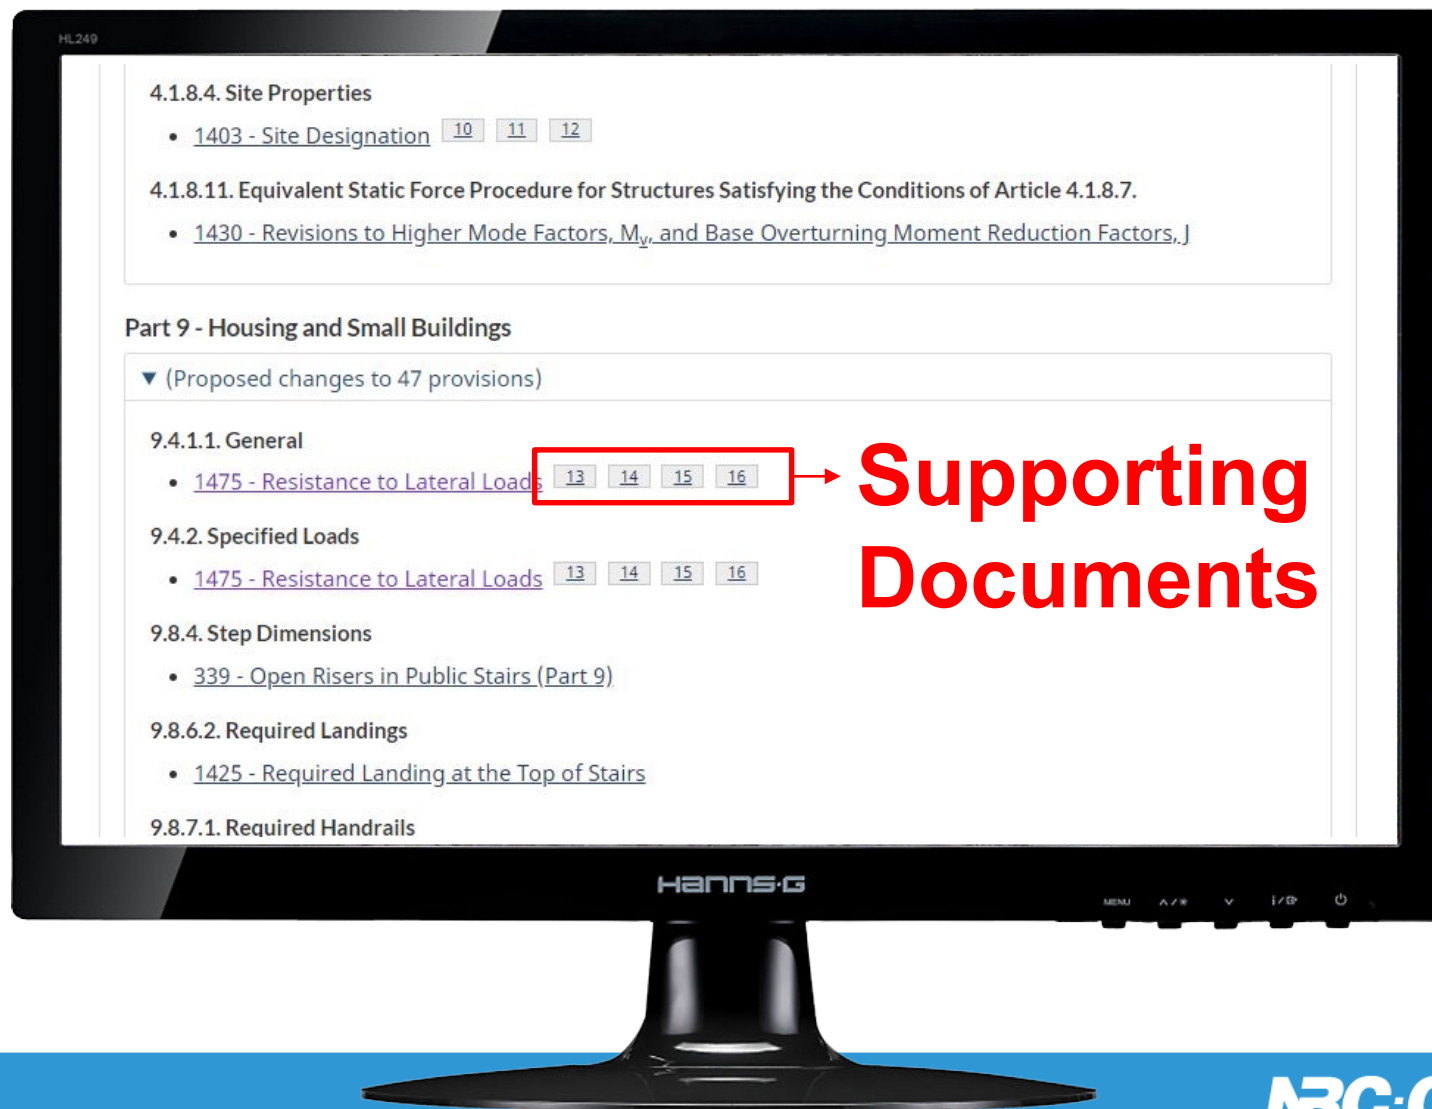 HL249
4.1.8.4. Site Properties
• 1403 - Site Designation 10 11 12
4.1.8.11. Equivalent Static Force Procedure for Structures Satisfying the Conditions of Article 4.1.8.7.
• 1430 - Revisions to Higher Mode Factors, Mv, and Base Overturning Moment Reduction Factors, J
Part 9 - Housing and Small Buildings
▼ (Proposed changes to 47 provisions)
9.4.1.1. General
• 1475 - Resistance to Lateral Loads 13 14 15 16
Supporting
Documents
9.4.2. Specified Loads
• 1475 - Resistance to Lateral Loads 13 14 15 16
9.8.4. Step Dimensions
• 339 - Open Risers in Public Stairs (Part 9)
9.8.6.2. Required Landings
• 1425 - Required Landing at the Top of Stairs
9.8.7.1. Required Handrails
Hanns·G
MENU
NRC·C